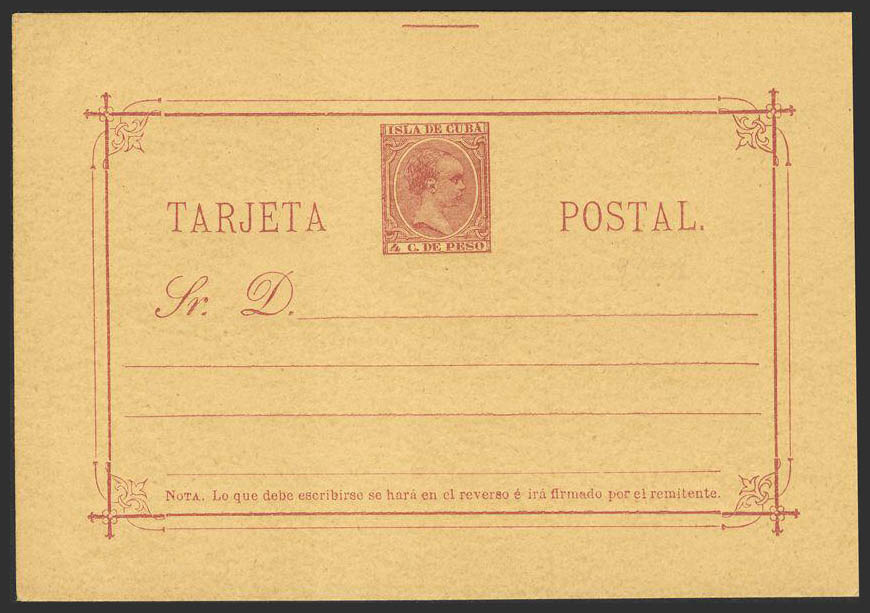 ISLA DE CUBA
TARJETA POSTAL.
4 C. DE PESO
Sr. D.
NOTA. Lo que debe escribirse se hará en el reverso é irá firmado por el remitente.